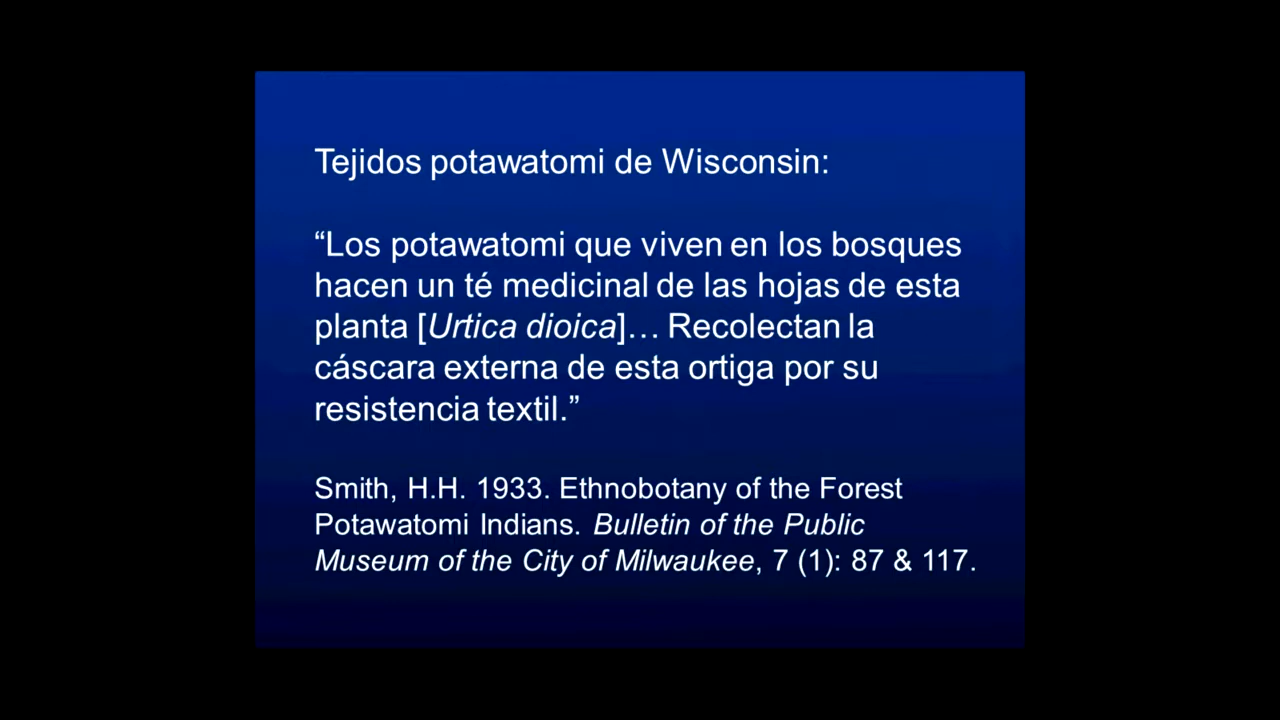 Tejidos potawatomi de Wisconsin:
“Los potawatomi que viven en los bosques
hacen un té medicinal de las hojas de esta
planta [Urtica dioica]… Recolectan la
cáscara externa de esta ortiga por su
resistencia textil.”
Smith, H.H. 1933. Ethnobotany of the Forest
Potawatomi Indians. Bulletin of the Public
Museum of the City of Milwaukee, 7 (1): 87 & 117.